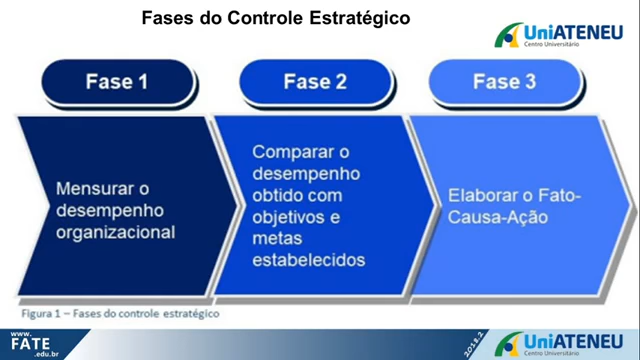 Fases do Controle Estratégico
UniATENEU
Centro Universitário
Fase 1
Fase 2
Fase 3
Mensurar o
desempenho
organizacional
Comparar o
desempenho
obtido com
objetivos e
metas
estabelecidos
Elaborar o Fato-
Causa-Ação
Figura 1 – Fases do controle estratégico
www.
FATE
.edu.br
2018.2
UniATENEU
Centro Universitário